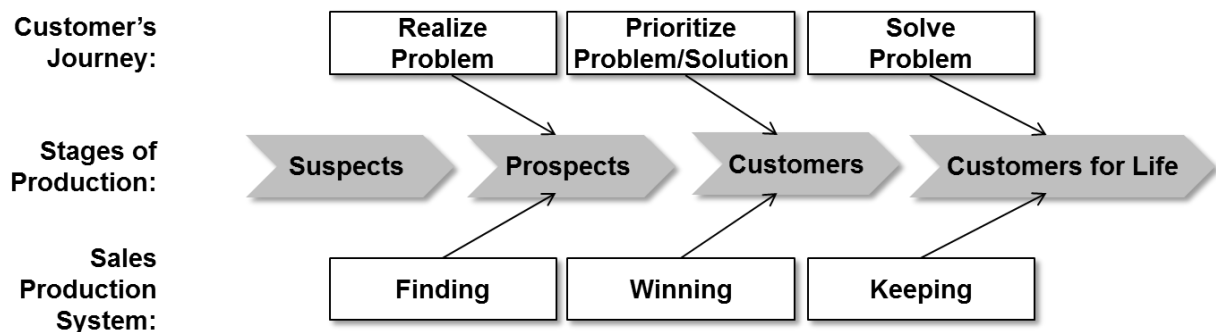 Customer's
Journey:
Realize
Problem
Prioritize
Problem/Solution
Solve
Problem
Stages of
Production:
Suspects
Prospects
Customers
Customers for Life
Sales
Production
System:
Finding
Winning
Keeping